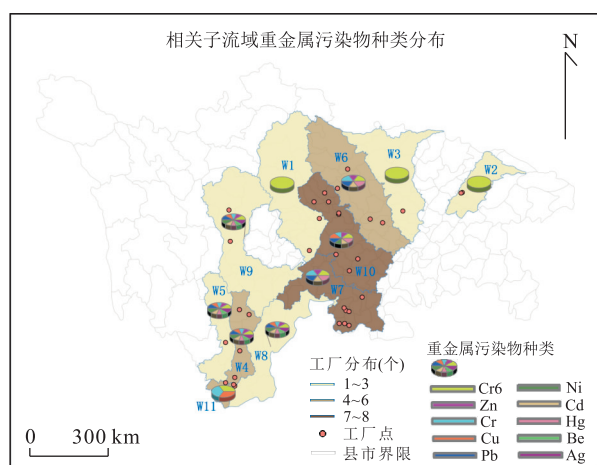 相关子流域重金属污染物种类分布
N
W1
W6
W3
W2
W9
W10
W7
W5
W8
W4
W11
工厂分布(个)
1~3
4~6
7~8
工厂点
县市界限
重金属污染物种类
Cr6
Ni
Zn
Cd
Cr
Hg
Cu
Be
Pb
Ag
0 300 km